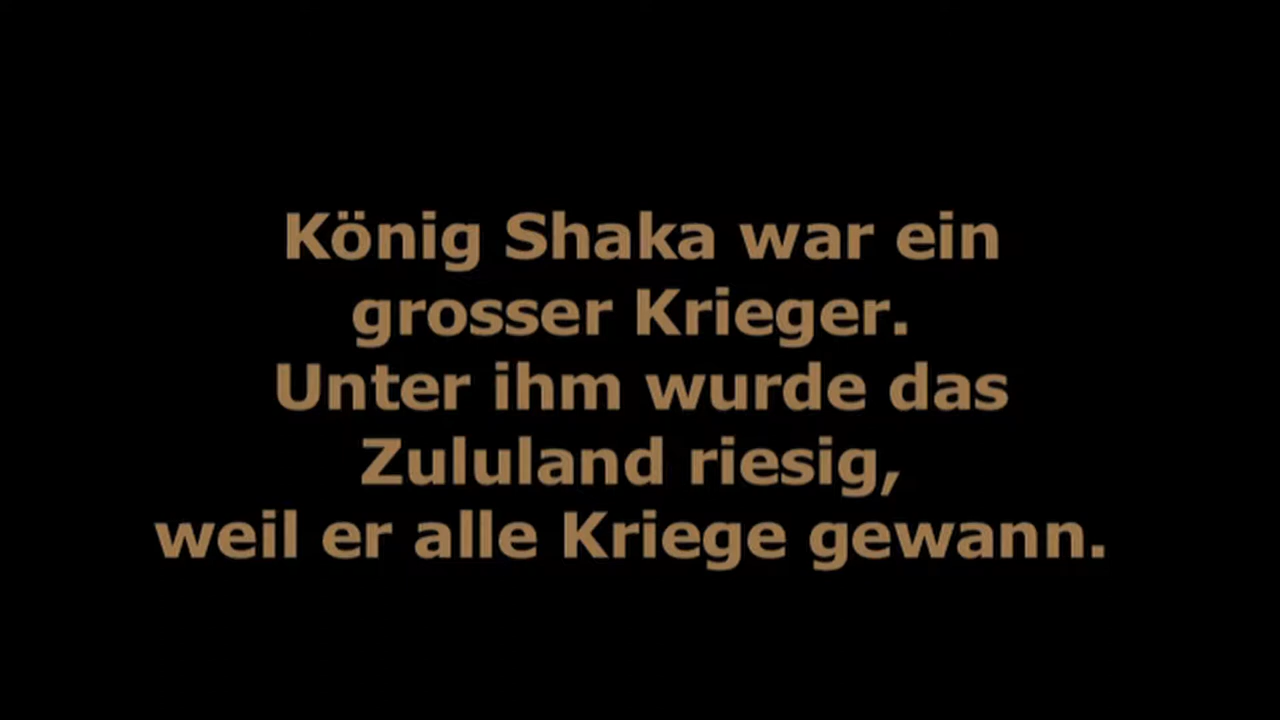 König Shaka war ein
grosser Krieger.
Unter ihm wurde das
Zululand riesig,
weil er alle Kriege gewann.